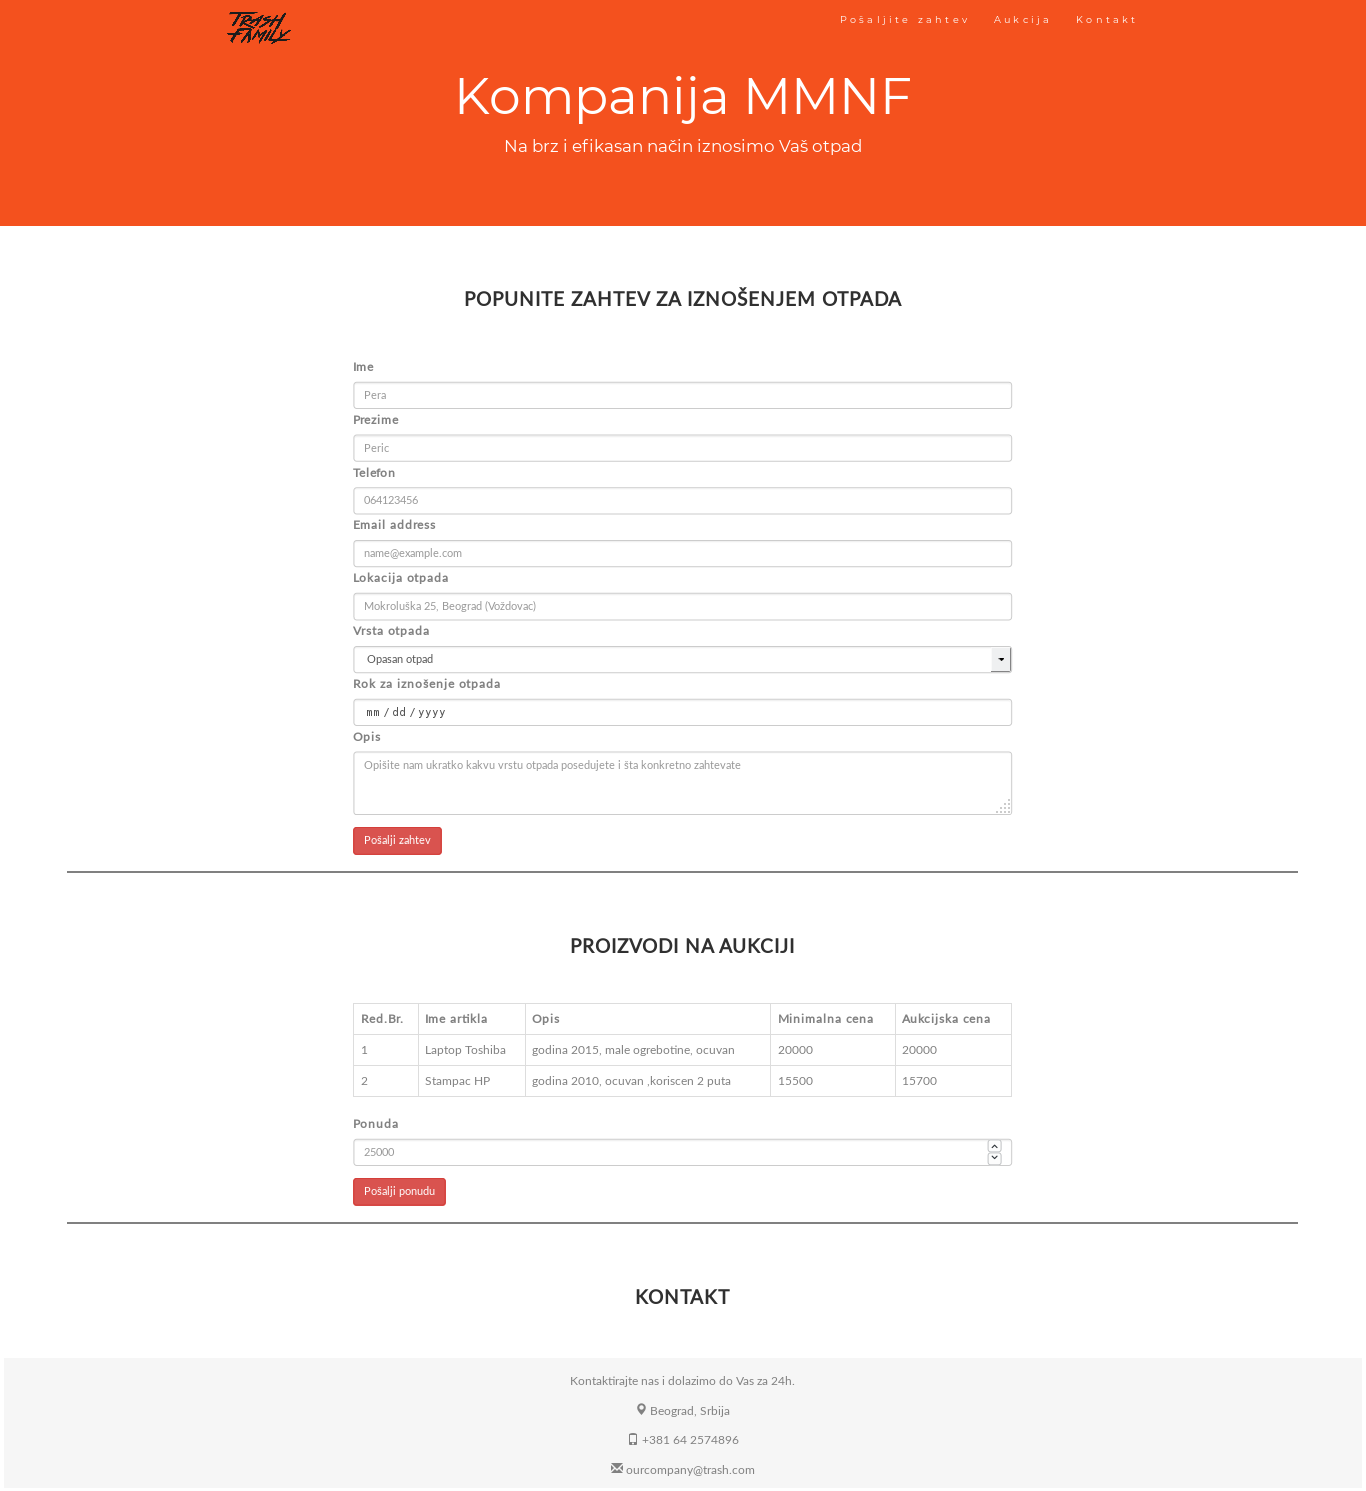 TRASH
FAMILY
Pošaljite zahtev Aukcija Kontakt
Kompanija MMNF
Na brz i efikasan način iznosimo Vaš otpad
POPUNITE ZAHTEV ZA IZNOŠENJEM OTPADA
Ime
Pera
Prezime
Peric
Telefon
064123456
Email address
name@example.com
Lokacija otpada
Mokroluška 25, Beograd (Voždovac)
Vrsta otpada
Opasan otpad
Rok za iznošenje otpada
mm/dd/yyyy
Opis
Opišite nam ukratko kakvu vrstu otpada posedujete i šta konkretno zahtevate
Pošalji zahtev
PROIZVODI NA AUKCIJI
Red.Br. Ime artikla Opis Minimalna cena Aukcijska cena
1 Laptop Toshiba godina 2015, male ogrebotine, ocuvan 20000 20000
2 Stampac HP godina 2010, ocuvan ,koriscen 2 puta 15500 15700
Ponuda
25000
Pošalji ponudu
KONTAKT
Kontaktirajte nas i dolazimo do Vas za 24h.
Beograd, Srbija
+381 64 2574896
ourcompany@trash.com